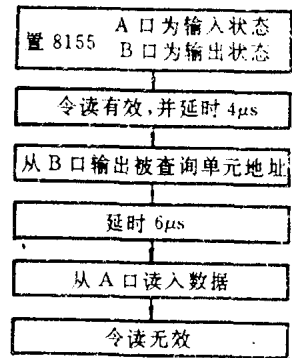 置 8155 A 口为输入状态
B 口为输出状态
令读有效,并延时 4μs
从 B 口输出被查询单元地址
延时 6μs
从 A 口读入数据
令读无效